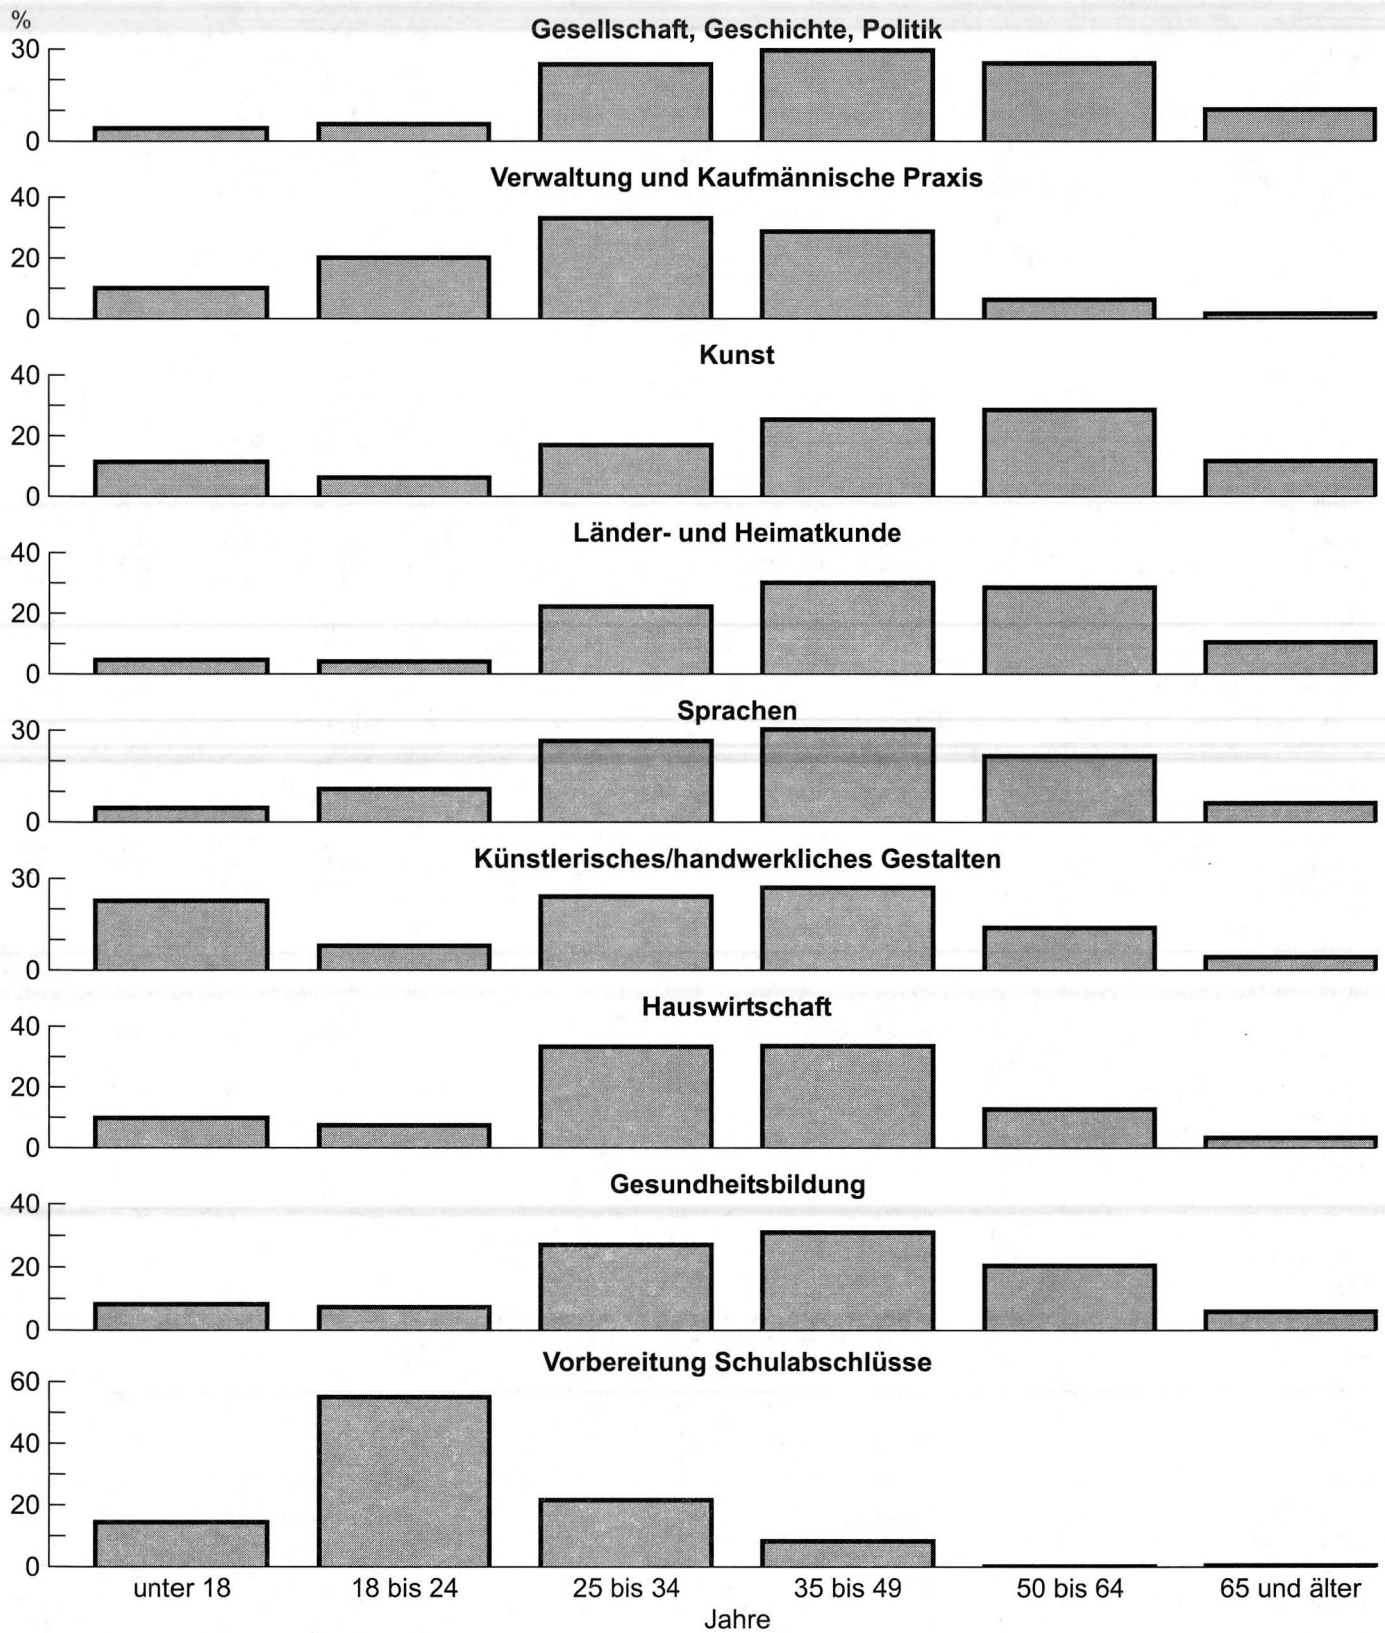 %
Gesellschaft, Geschichte, Politik
30
0
Verwaltung und Kaufmännische Praxis
40
20
0
Kunst
40
20
0
Länder- und Heimatkunde
40
20
0
Sprachen
30
0
Künstlerisches/handwerkliches Gestalten
30
0
Hauswirtschaft
40
20
0
Gesundheitsbildung
40
20
0
Vorbereitung Schulabschlüsse
60
40
20
0
unter 18 18 bis 24 25 bis 34 35 bis 49 50 bis 64 65 und älter
Jahre